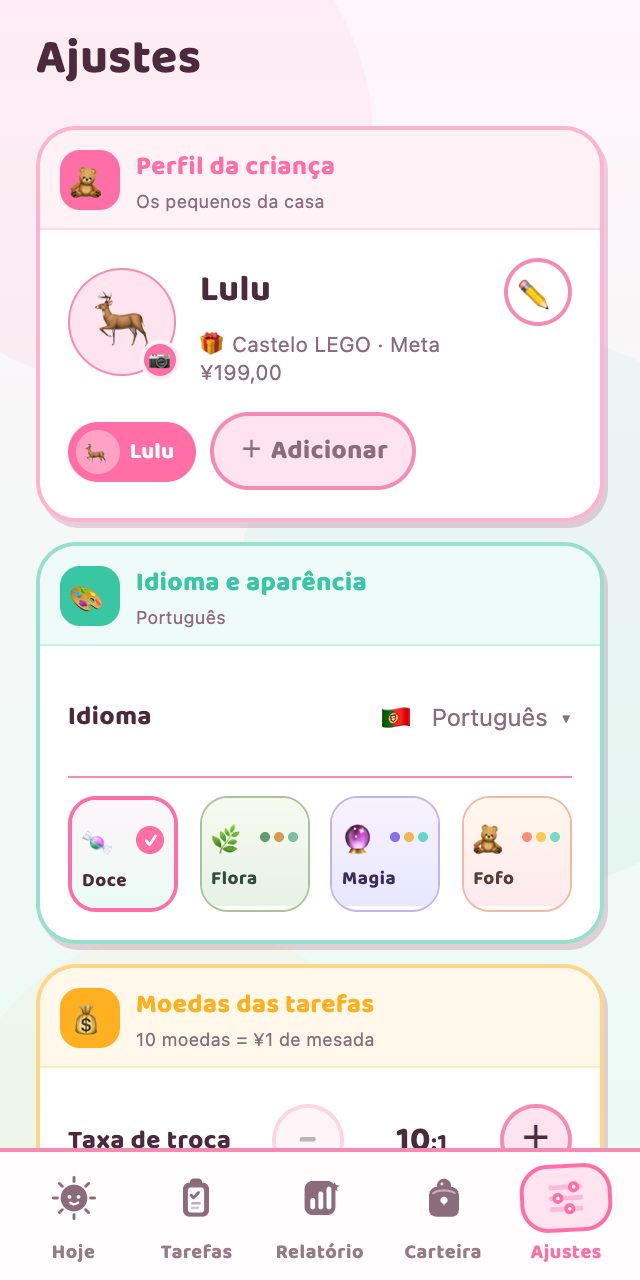 Ajustes
Perfil da criança
Os pequenos da casa
Lulu
Castelo LEGO · Meta
¥199,00
Lulu
+ Adicionar
Idioma e aparência
Português
Idioma
Português ▾
Doce
Flora
Magia
Fofo
Moedas das tarefas
10 moedas = ¥1 de mesada
Taxa de troca − 10:1 +
Hoje
Tarefas
Relatório
Carteira
Ajustes